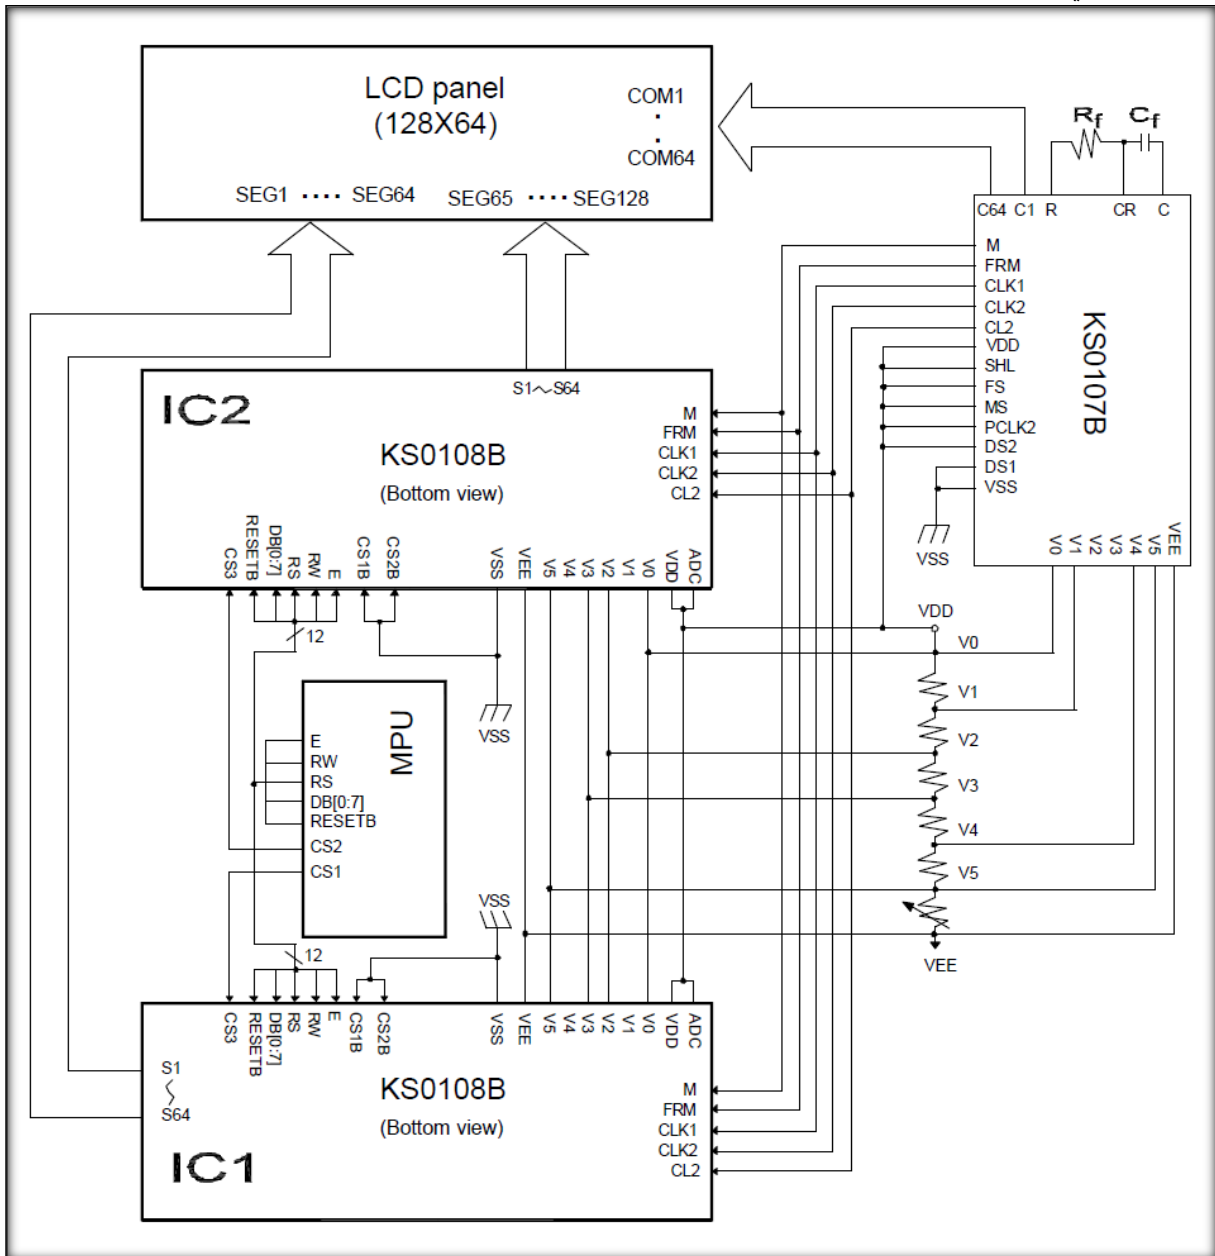 LCD panel
(128X64)
COM1
.
.
COM64
SEG1 ···· SEG64
SEG65 ···· SEG128
Rf
Cf
C64 C1 R CR C
M
FRM
CLK1
CLK2
CL2
VDD
SHL
FS
MS
PCLK2
DS2
DS1
VSS
KS0107B
V0
V1
V2
V3
V4
V5
VEE
VSS
IC2
S1～S64
KS0108B
(Bottom view)
M
FRM
CLK1
CLK2
CL2
CS3
RESETB
DB[0:7]
RS
RW
E
CS1B
CS2B
VSS
VEE
V5
V4
V3
V2
V1
V0
VDD
ADC
12
VSS
MPU
E
RW
RS
DB[0:7]
RESETB
CS2
CS1
VDD
V0
V1
V2
V3
V4
V5
VEE
VSS
12
CS3
RESETB
DB[0:7]
RS
RW
E
CS1B
CS2B
VSS
VEE
V5
V4
V3
V2
V1
V0
VDD
ADC
S1
～
S64
KS0108B
(Bottom view)
M
FRM
CLK1
CLK2
CL2
IC1